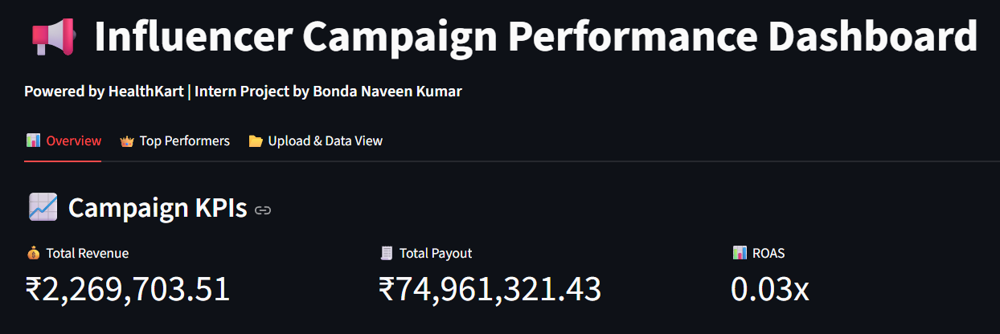 Influencer Campaign Performance Dashboard
Powered by HealthKart | Intern Project by Bonda Naveen Kumar
Overview Top Performers Upload & Data View
Campaign KPIs
Total Revenue Total Payout ROAS
₹2,269,703.51 ₹74,961,321.43 0.03x